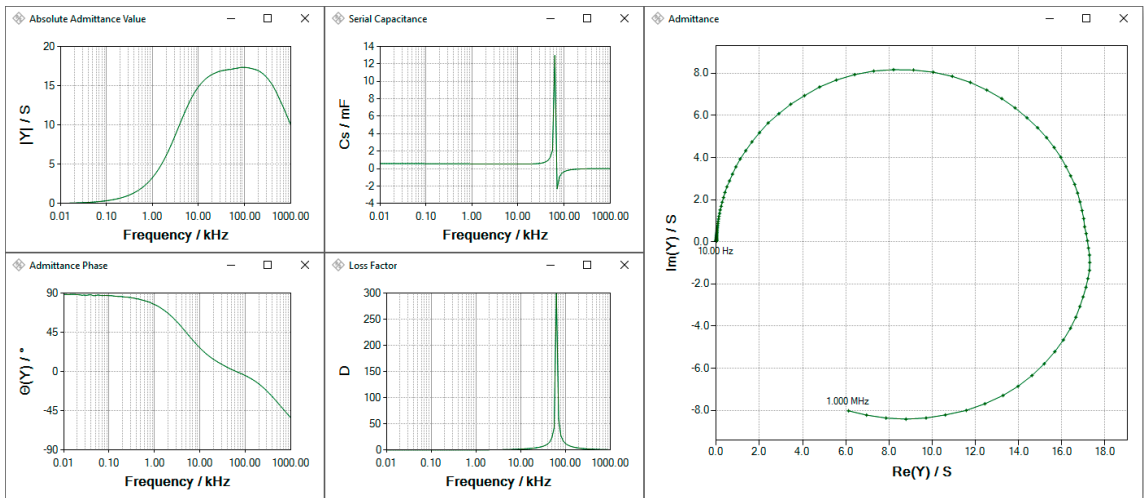 Absolute Admittance Value
20
15
10
5
0
0.01 0.10 1.00 10.00 100.00 1000.00
|Y| / S
Frequency / kHz
Serial Capacitance
14
12
10
8
6
4
2
0
-2
-4
0.01 0.10 1.00 10.00 100.00 1000.00
Cs / mF
Frequency / kHz
Admittance Phase
90
45
0
-45
-90
0.01 0.10 1.00 10.00 100.00 1000.00
Θ(Y) / °
Frequency / kHz
Loss Factor
300
250
200
150
100
50
0
0.01 0.10 1.00 10.00 100.00 1000.00
D
Frequency / kHz
Admittance
8.0
6.0
4.0
2.0
0.0
-2.0
-4.0
-6.0
-8.0
10.00 Hz
1.000 MHz
0.0 2.0 4.0 6.0 8.0 10.0 12.0 14.0 16.0 18.0
Im(Y) / S
Re(Y) / S